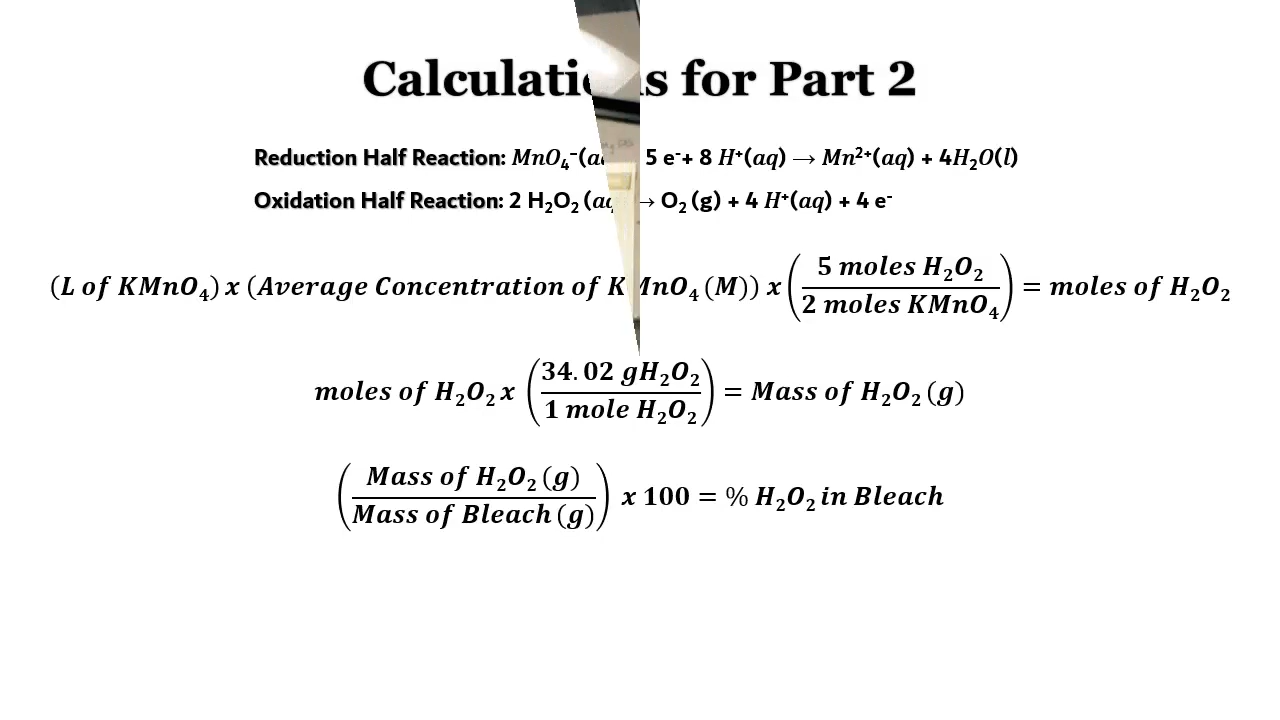 Calculati s for Part 2
Reduction Half Reaction: MnO₄⁻(a 5 e⁻+ 8 H⁺(aq) → Mn²⁺(aq) + 4H₂O(l)
Oxidation Half Reaction: 2 H₂O₂ (a → O₂ (g) + 4 H⁺(aq) + 4 e⁻
(L of KMnO₄) x (Average Concentration of K MnO₄ (M)) x (5 moles H₂O₂ / 2 moles KMnO₄) = moles of H₂O₂
moles of H₂O₂ x (34.02 gH₂O₂ / 1 mole H₂O₂) = Mass of H₂O₂ (g)
(Mass of H₂O₂ (g) / Mass of Bleach (g)) x 100 = % H₂O₂ in Bleach